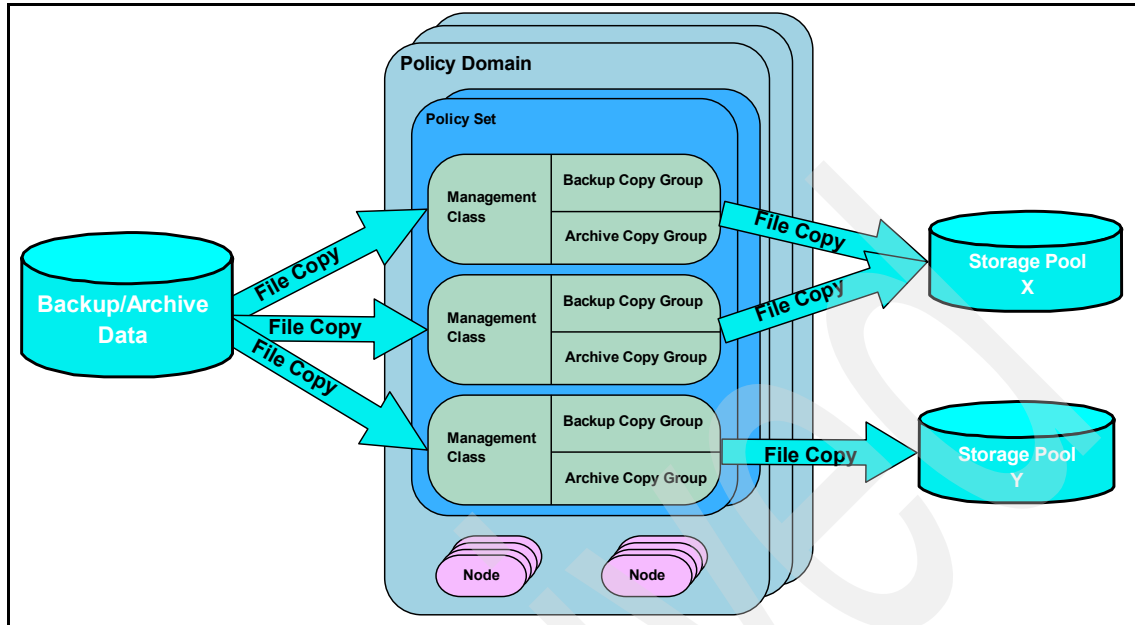 Policy Domain
Policy Set
Management
Class
Backup Copy Group
Archive Copy Group
Management
Class
Backup Copy Group
Archive Copy Group
Management
Class
Backup Copy Group
Archive Copy Group
Backup/Archive
Data
File Copy
File Copy
File Copy
File Copy
File Copy
File Copy
Storage Pool
X
Storage Pool
Y
Node
Node